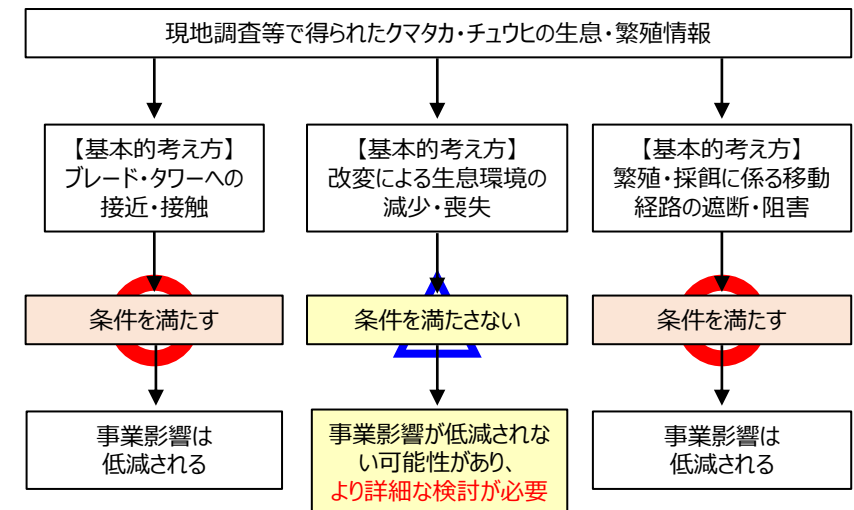 現地調査等で得られたクマタカ・チュウヒの生息・繁殖情報
【基本的考え方】
ブレード・タワーへの
接近・接触
【基本的考え方】
改変による生息環境の
減少・喪失
【基本的考え方】
繁殖・採餌に係る移動
経路の遮断・阻害
条件を満たす
条件を満たさない
条件を満たす
事業影響は
低減される
事業影響が低減されな
い可能性があり、
より詳細な検討が必要
事業影響は
低減される